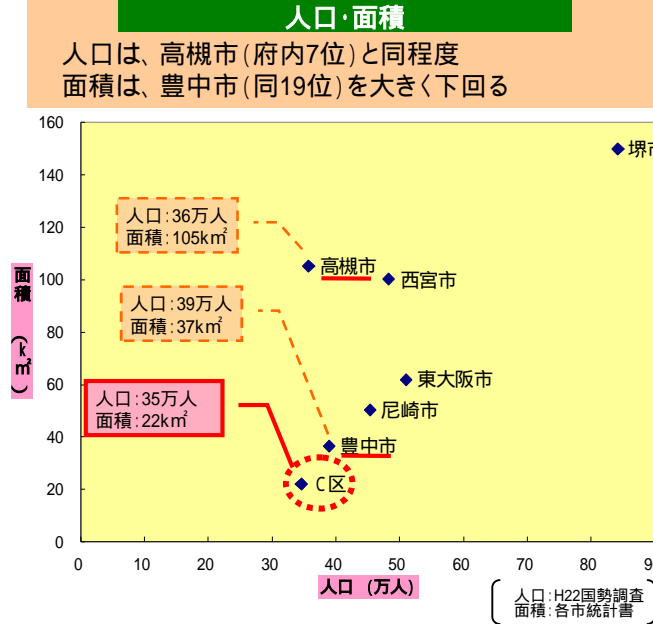 人口・面積
人口は、高槻市(府内7位)と同程度
面積は、豊中市(同19位)を大きく下回る
160
140
120
100
80
60
40
20
0
面積 (k㎡)
堺市
人口:36万人
面積:105k㎡
高槻市
西宮市
人口:39万人
面積:37k㎡
東大阪市
尼崎市
人口:35万人
面積:22k㎡
豊中市
C区
0 10 20 30 40 50 60 70 80 9
人口 (万人)
人口:H22国勢調査
面積:各市統計書